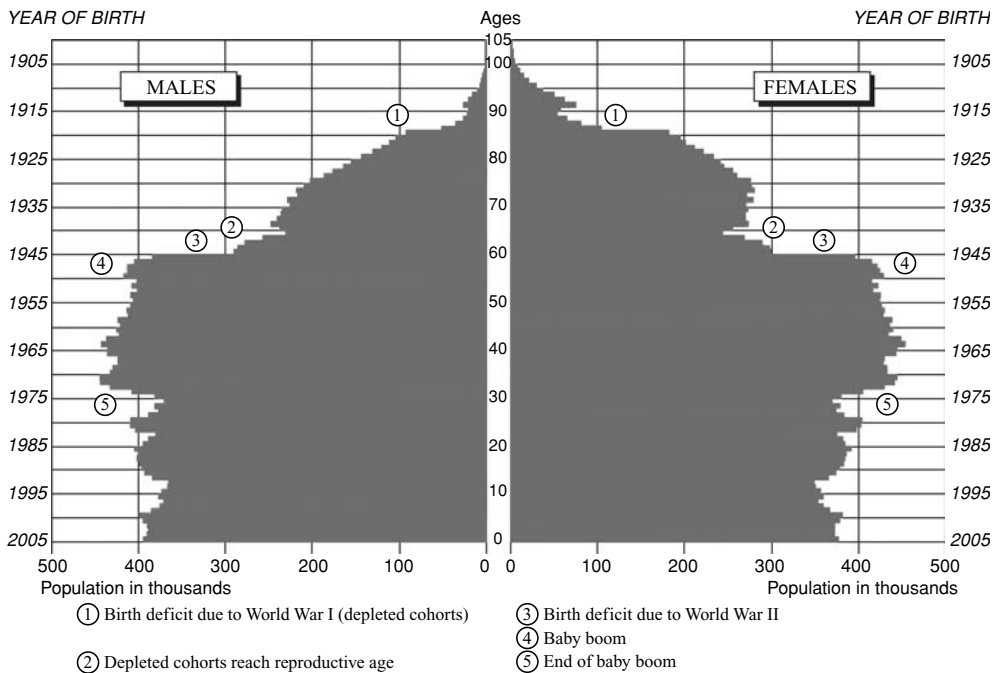 YEAR OF BIRTH Ages YEAR OF BIRTH
105
1905 100 1905
MALES FEMALES
1915 ① 90 ① 1915
1925 80 1925
1935 70 1935
② ②
③ ③
1945 60 1945
④ ④
1955 50 1955
1965 40 1965
1975 30 1975
⑤ ⑤
1985 20 1985
1995 10 1995
2005 0 2005
500 400 300 200 100 0 0 100 200 300 400 500
Population in thousands Population in thousands
① Birth deficit due to World War I (depleted cohorts) ③ Birth deficit due to World War II
④ Baby boom
② Depleted cohorts reach reproductive age ⑤ End of baby boom